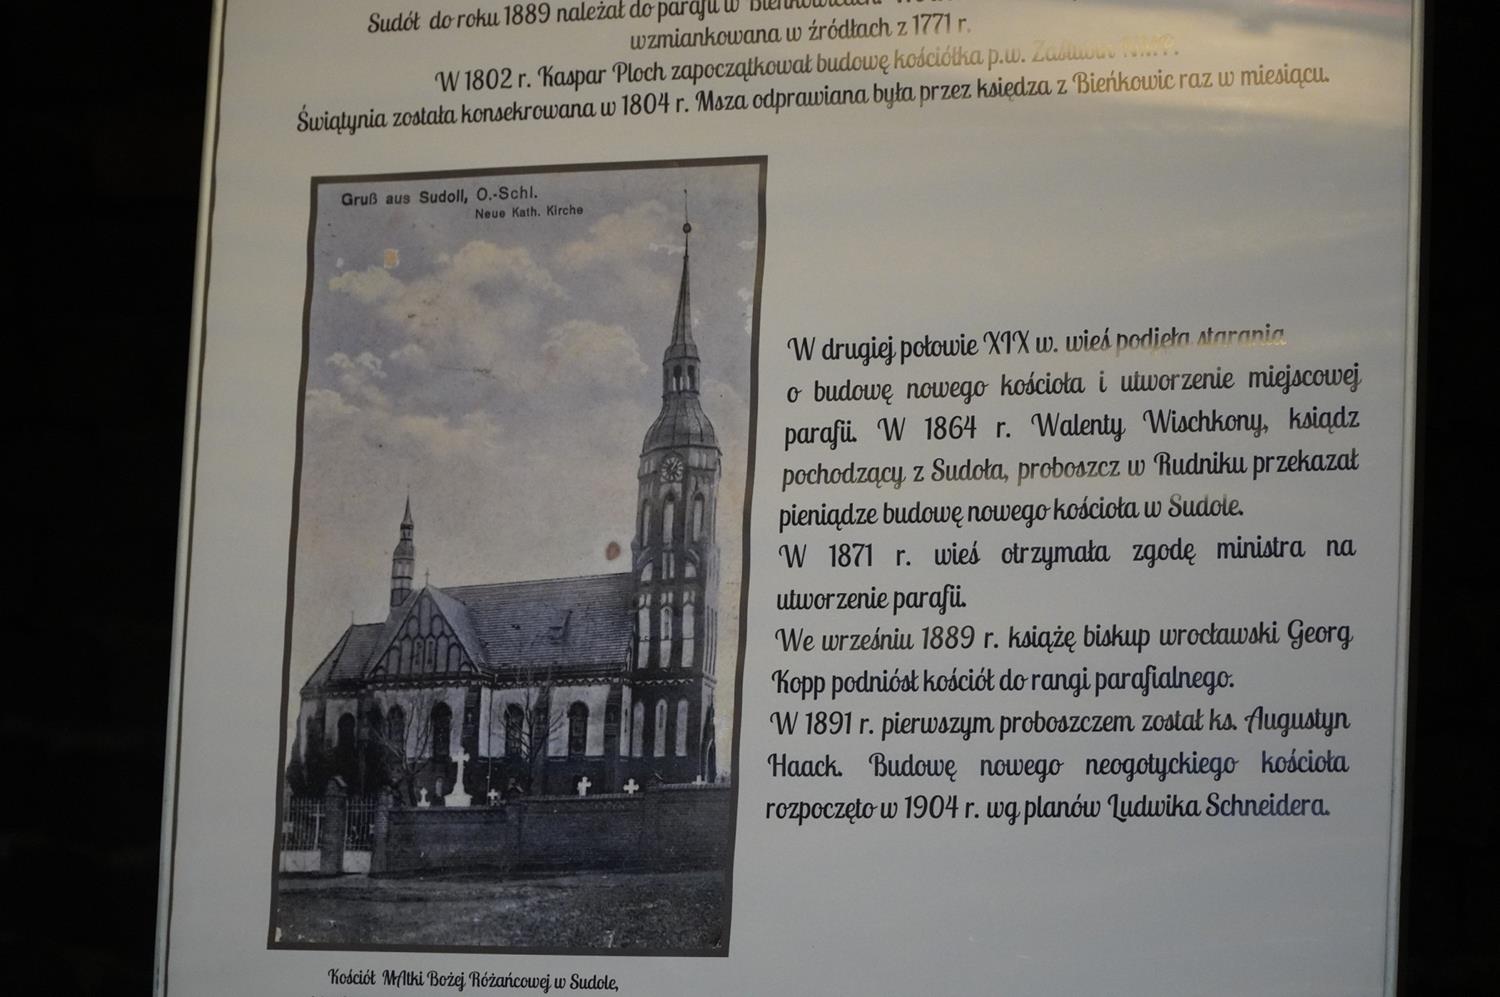 Sudół do roku 1889 należał do parafii w
wzmiankowana w źródłach z 1771 r.
W 1802 r. Kaspar Ploch zapoczątkował budowę kościółka p.w. Zaślubin N.M.P.
Świątynia została konsekrowana w 1804 r. Msza odprawiana była przez księdza z Bieńkowic raz w miesiącu.
Gruß aus Sudoll, O.-Schl.
Neue Kath. Kirche
W drugiej połowie XIX w. wieś podjęła starania
o budowę nowego kościoła i utworzenie miejscowej
parafii. W 1864 r. Walenty Wischkony, ksiądz
pochodzący z Sudoła, proboszcz w Rudniku przekazał
pieniądze budowę nowego kościoła w Sudole.
W 1871 r. wieś otrzymała zgodę ministra na
utworzenie parafii.
We wrześniu 1889 r. książę biskup wrocławski Georg
Kopp podniósł kościół do rangi parafialnego.
W 1891 r. pierwszym proboszczem został ks. Augustyn
Haack. Budowę nowego neogotyckiego kościoła
rozpoczęto w 1904 r. wg planów Ludwika Schneidera.
Kościół MAtki Bożej Różańcowej w Sudole,